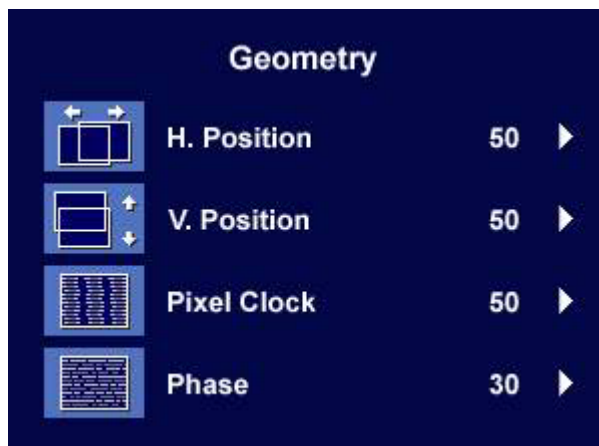 Geometry
H. Position 50
V. Position 50
Pixel Clock 50
Phase 30